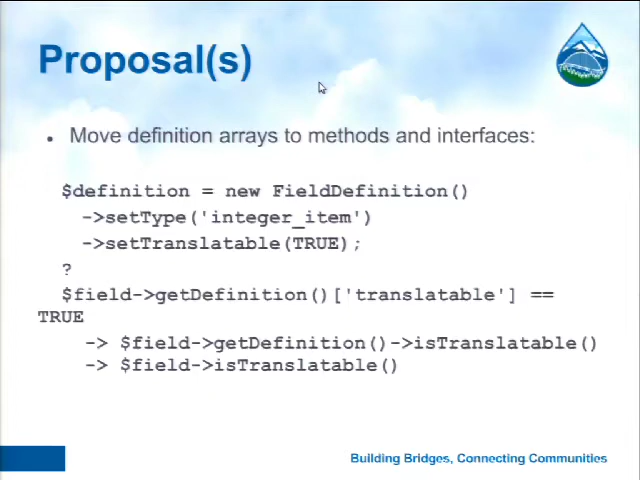 Proposal(s)
• Move definition arrays to methods and interfaces:
$definition = new FieldDefinition()
->setType('integer_item')
->setTranslatable(TRUE);
?
$field->getDefinition()['translatable'] ==
TRUE
-> $field->getDefinition()->isTranslatable()
-> $field->isTranslatable()
Building Bridges, Connecting Communities